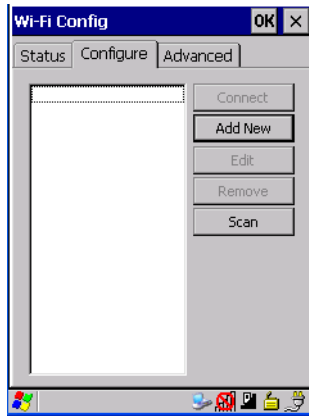 Wi-Fi Config OK
Status Configure Advanced
Connect
Add New
Edit
Remove
Scan